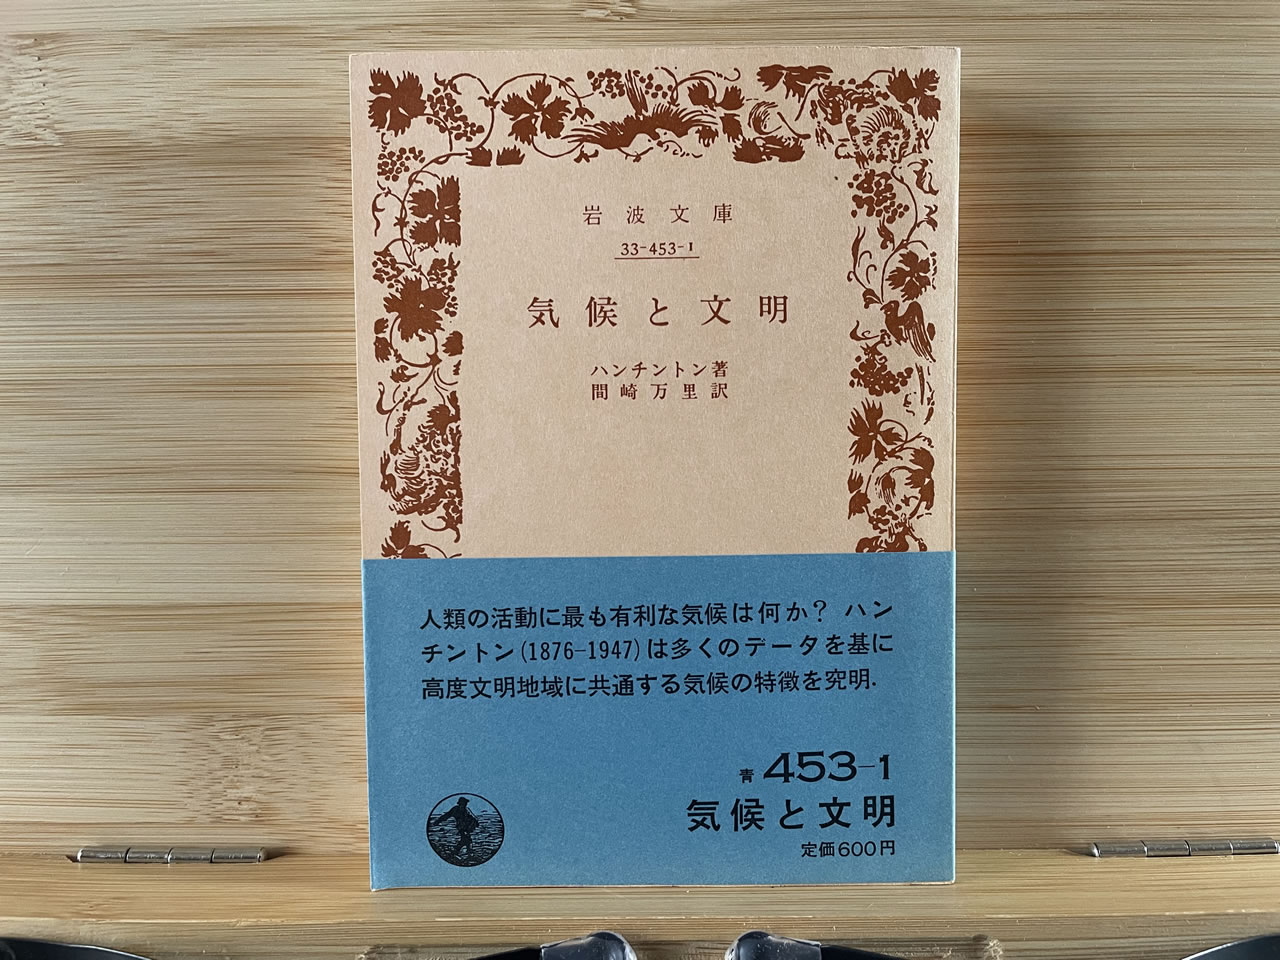 岩波文庫
33-453-1
気候と文明
ハンチントン著
間崎万里訳
人類の活動に最も有利な気候は何か? ハン
チントン(1876-1947)は多くのデータを基に
高度文明地域に共通する気候の特徴を究明.
青 453-1
気候と文明
定価600円